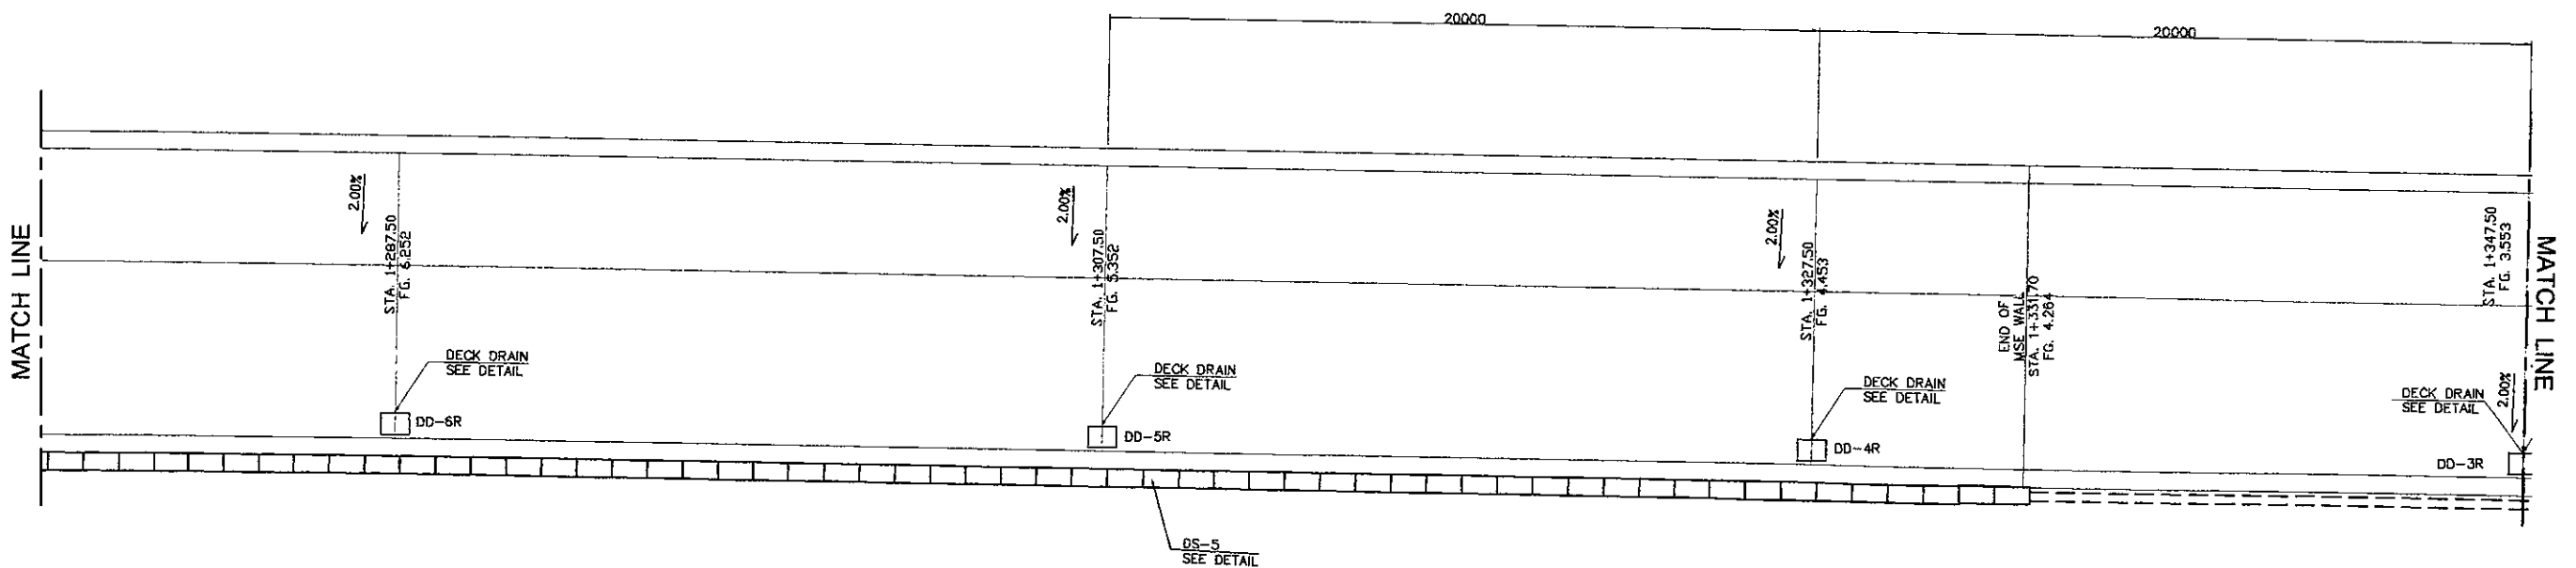 20000
20000
MATCH LINE
2.00%
STA. 1+287.50
FG. 6.252
2.00%
STA. 1+307.50
FG. 5.352
2.00%
STA. 1+327.50
FG. 4.453
END OF
MSE WALL
STA. 1+331.70
FG. 4.264
STA. 1+347.50
FG. 3.553
2.00%
MATCH LINE
DECK DRAIN
SEE DETAIL
DD-6R
DECK DRAIN
SEE DETAIL
DD-5R
DECK DRAIN
SEE DETAIL
DD-4R
DECK DRAIN
SEE DETAIL
DD-3R
DS-5
SEE DETAIL